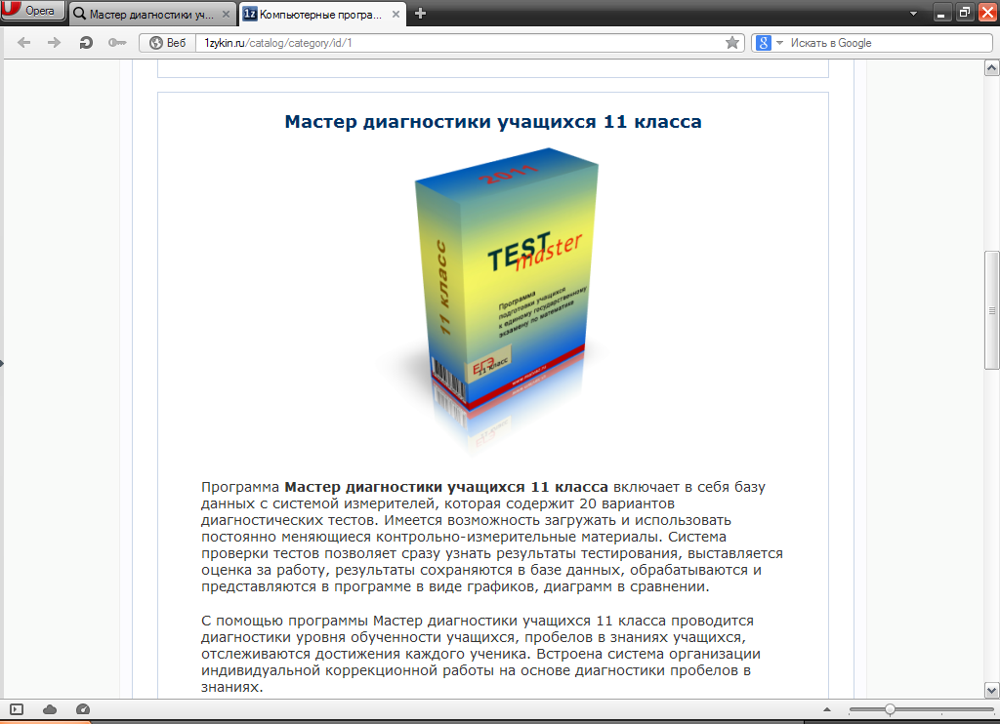 Opera
Мастер диагностики уч...
Компьютерные програ...
Веб
1zykin.ru/catalog/category/id/1
Искать в Google
Мастер диагностики учащихся 11 класса
2011
11 класс
TEST
master
Программа
подготовки учащихся
к единому государственному
экзамену по математике
ЕГЭ
11 класс
Программа Мастер диагностики учащихся 11 класса включает в себя базу
данных с системой измерителей, которая содержит 20 вариантов
диагностических тестов. Имеется возможность загружать и использовать
постоянно меняющиеся контрольно-измерительные материалы. Система
проверки тестов позволяет сразу узнать результаты тестирования, выставляется
оценка за работу, результаты сохраняются в базе данных, обрабатываются и
представляются в программе в виде графиков, диаграмм в сравнении.
С помощью программы Мастер диагностики учащихся 11 класса проводится
диагностики уровня обученности учащихся, пробелов в знаниях учащихся,
отслеживаются достижения каждого ученика. Встроена система организации
индивидуальной коррекционной работы на основе диагностики пробелов в
знаниях.